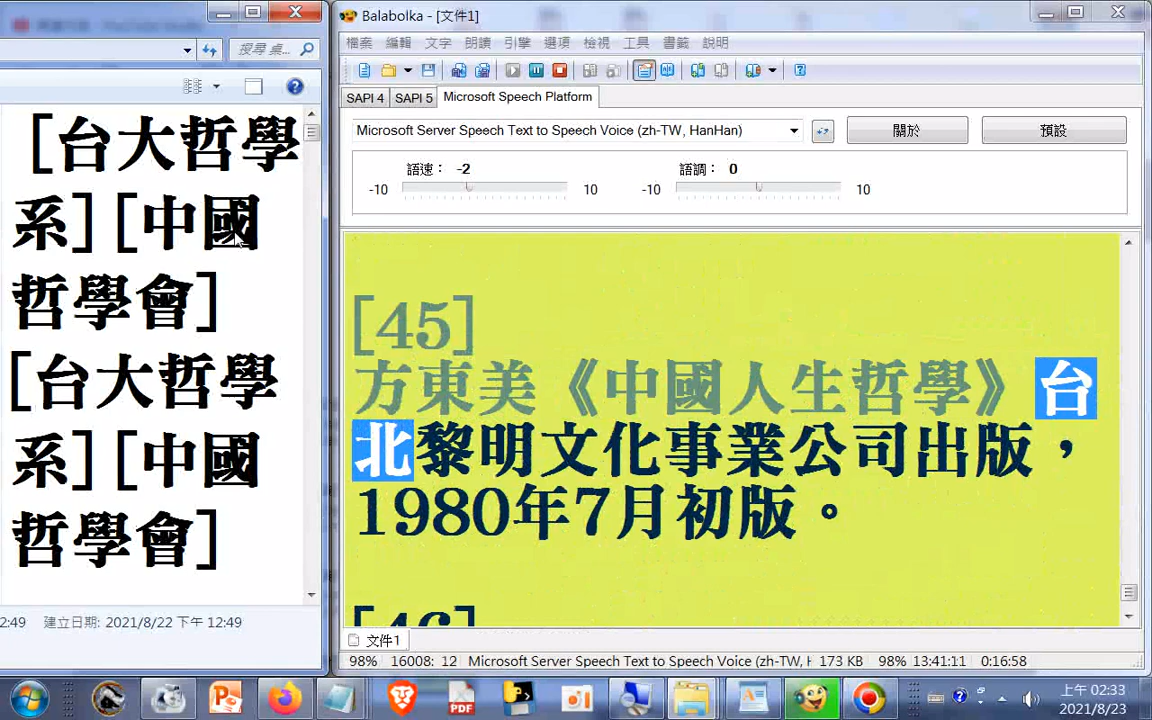 搜尋 桌...
[台大哲學
系] [中國
哲學會]
[台大哲學
系] [中國
哲學會]
2:49 建立日期: 2021/8/22 下午 12:49
Balabolka - [文件1]
檔案 編輯 文字 朗讀 引擎 選項 檢視 工具 書籤 說明
SAPI 4 SAPI 5 Microsoft Speech Platform
Microsoft Server Speech Text to Speech Voice (zh-TW, HanHan) 關於 預設
語速： -2 語調： 0
-10 10 -10 10
[45]
方東美《中國人生哲學》台
北黎明文化事業公司出版，
1980年7月初版。
[46]
文件1
98% 16008: 12 Microsoft Server Speech Text to Speech Voice (zh-TW, H 173 KB 98% 13:41:11 0:16:58
PDF
上午 02:33
2021/8/23